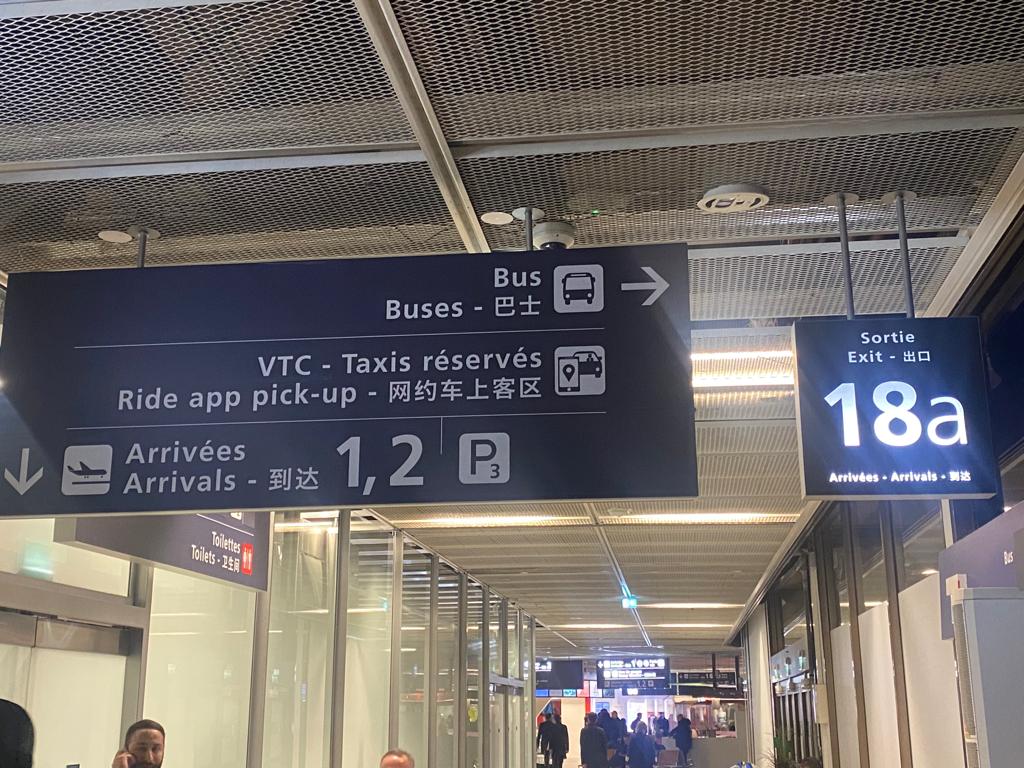 Bus
Buses - 巴士
VTC - Taxis réservés
Ride app pick-up - 网约车上客区
Arrivées
Arrivals - 到达
1, 2
P3
Sortie
Exit - 出口
18a
Arrivées - Arrivals - 到达
Toilettes
Toilets - 卫生间
Bus